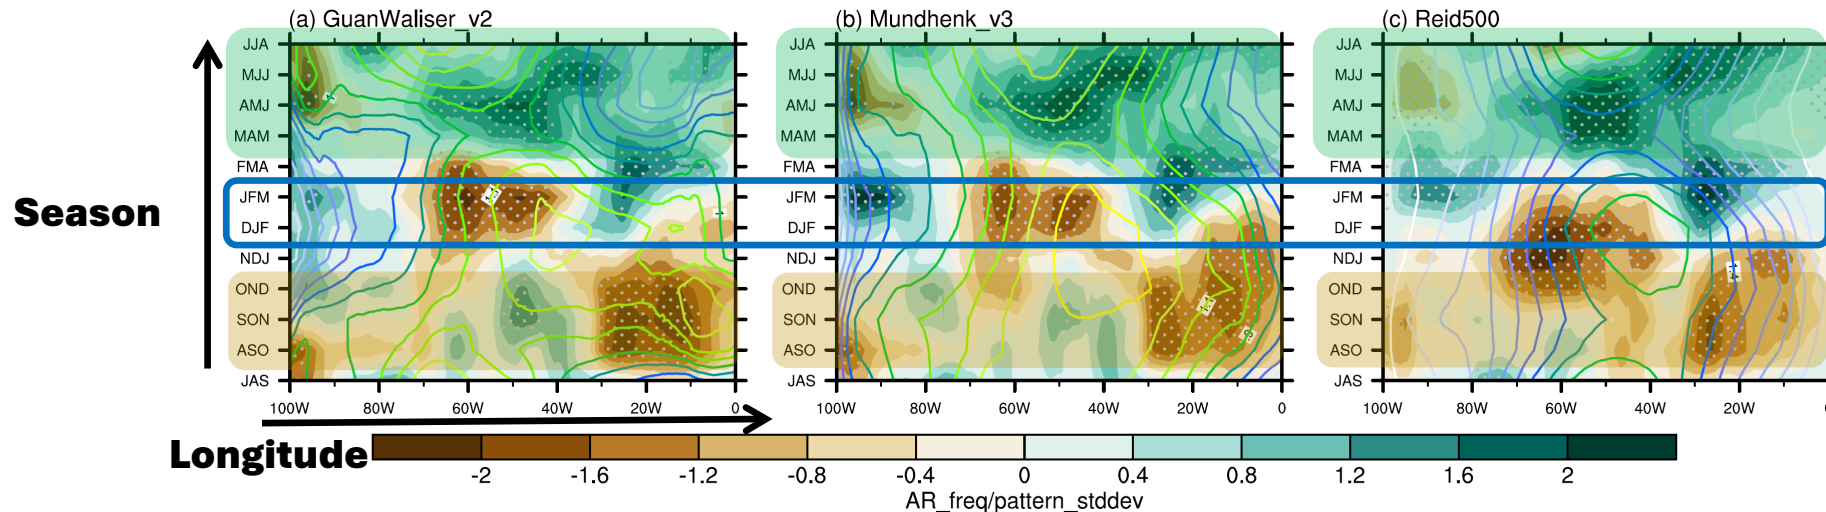 (a) GuanWaliser_v2
(b) Mundhenk_v3
(c) Reid500
JJA
MJJ
AMJ
MAM
FMA
JFM
DJF
NDJ
OND
SON
ASO
JAS
JJA
MJJ
AMJ
MAM
FMA
JFM
DJF
NDJ
OND
SON
ASO
JAS
JJA
MJJ
AMJ
MAM
FMA
JFM
DJF
NDJ
OND
SON
ASO
JAS
Season
100W 80W 60W 40W 20W 0
100W 80W 60W 40W 20W 0
100W 80W 60W 40W 20W
Longitude
-2 -1.6 -1.2 -0.8 -0.4 0 0.4 0.8 1.2 1.6 2
AR_freq/pattern_stddev